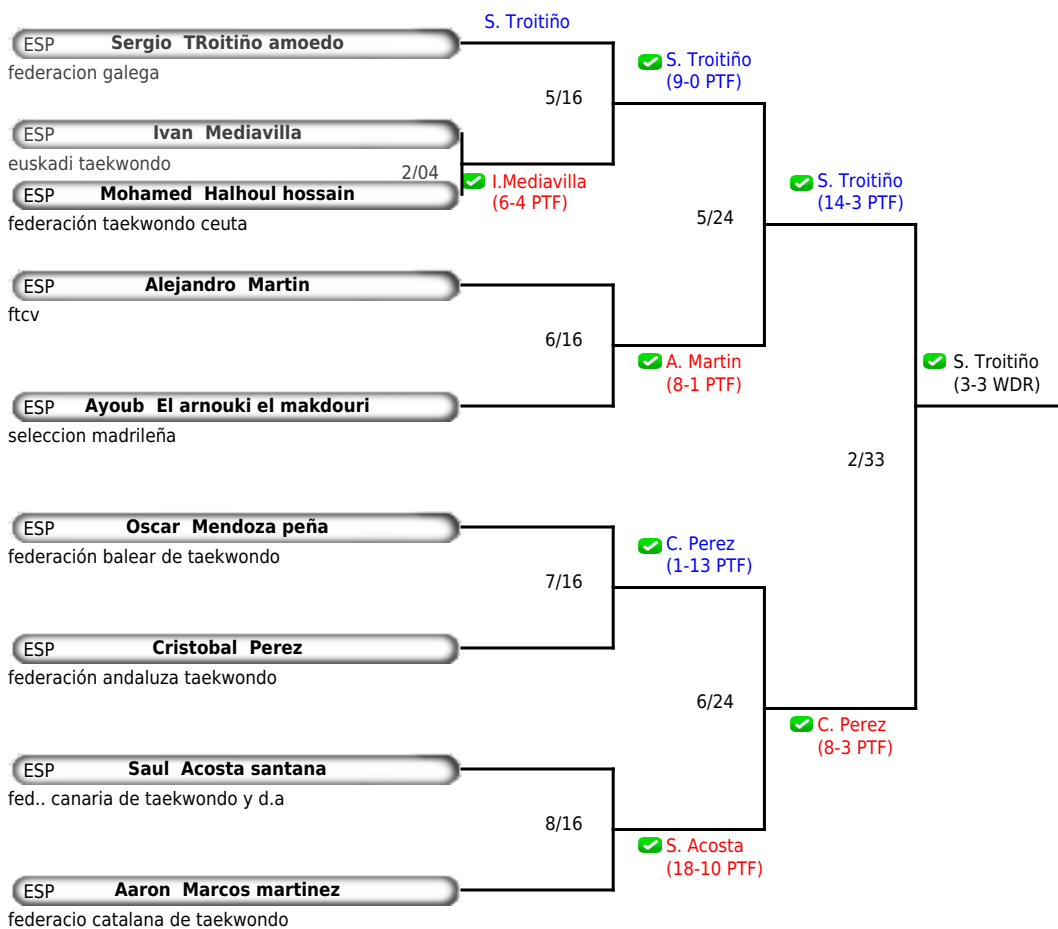 S. Troitiño
ESP Sergio TRoitiño amoedo
federacion galega
S. Troitiño
(9-0 PTF)
5/16
ESP Ivan Mediavilla
euskadi taekwondo
2/04
I.Mediavilla
(6-4 PTF)
ESP Mohamed Halhoul hossain
federación taekwondo ceuta
S. Troitiño
(14-3 PTF)
5/24
ESP Alejandro Martin
ftcv
6/16
A. Martin
(8-1 PTF)
S. Troitiño
(3-3 WDR)
ESP Ayoub El arnouki el makdouri
seleccion madrileña
2/33
ESP Oscar Mendoza peña
federación balear de taekwondo
C. Perez
(1-13 PTF)
7/16
ESP Cristobal Perez
federación andaluza taekwondo
6/24
C. Perez
(8-3 PTF)
ESP Saul Acosta santana
fed.. canaria de taekwondo y d.a
8/16
S. Acosta
(18-10 PTF)
ESP Aaron Marcos martinez
federacio catalana de taekwondo